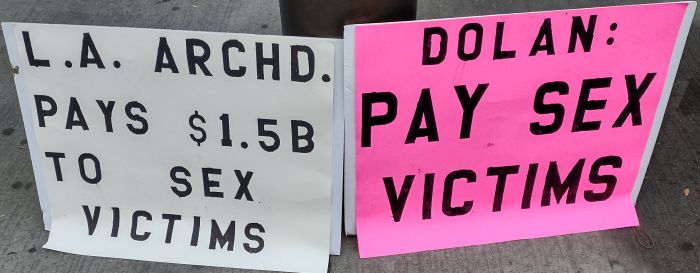 L.A. ARCHD.
PAYS $1.5B
TO SEX
VICTIMS
DOLAN:
PAY SEX
VICTIMS